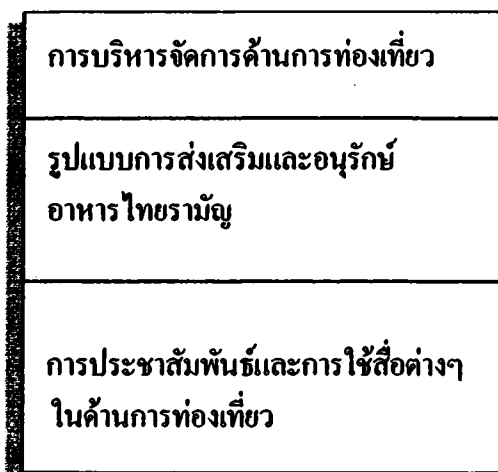 การบริหารจัดการด้านการท่องเที่ยว
รูปแบบการส่งเสริมและอนุรักษ์
อาหารไทยรามัญ
การประชาสัมพันธ์และการใช้สื่อต่างๆ
ในด้านการท่องเที่ยว